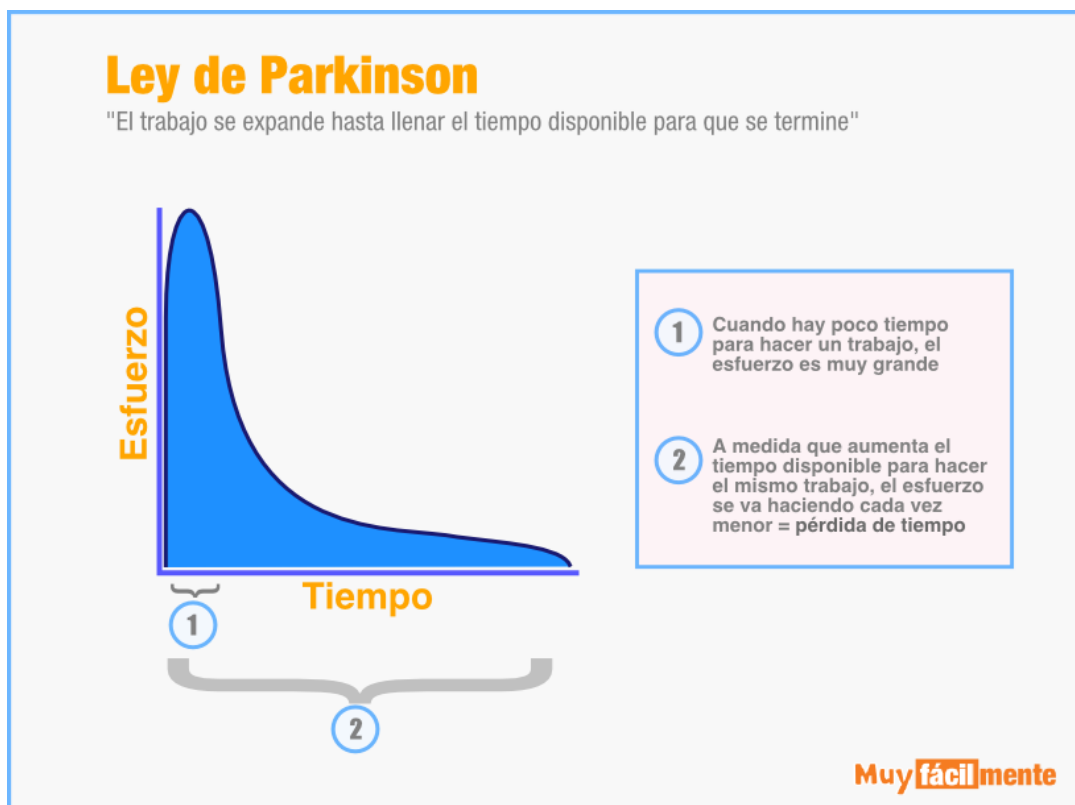 Ley de Parkinson
"El trabajo se expande hasta llenar el tiempo disponible para que se termine"
Esfuerzo
Tiempo
1
2
1 Cuando hay poco tiempo
para hacer un trabajo, el
esfuerzo es muy grande
2 A medida que aumenta el
tiempo disponible para hacer
el mismo trabajo, el esfuerzo
se va haciendo cada vez
menor = pérdida de tiempo
Muy fácilmente